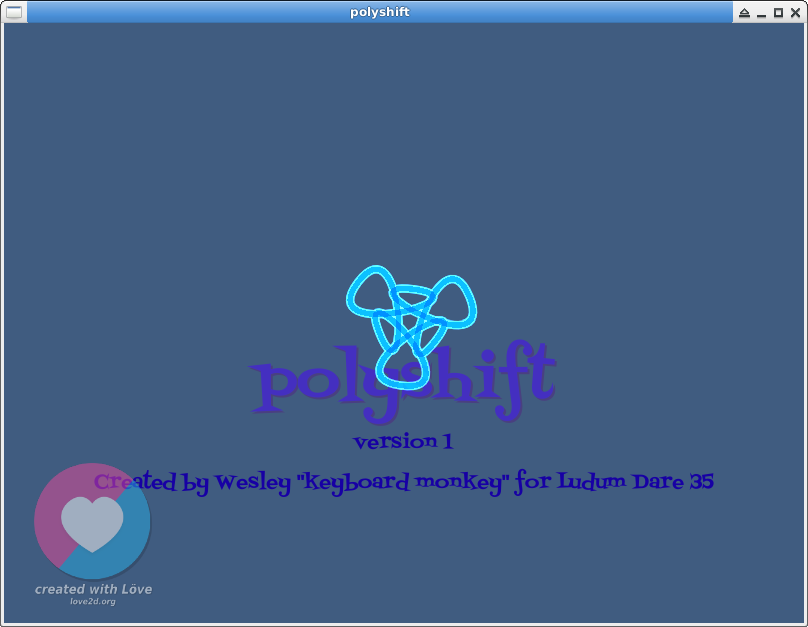 polyshift
polyshift
version 1
Created by Wesley "keyboard monkey" for Ludum Dare 35
created with Löve
love2d.org